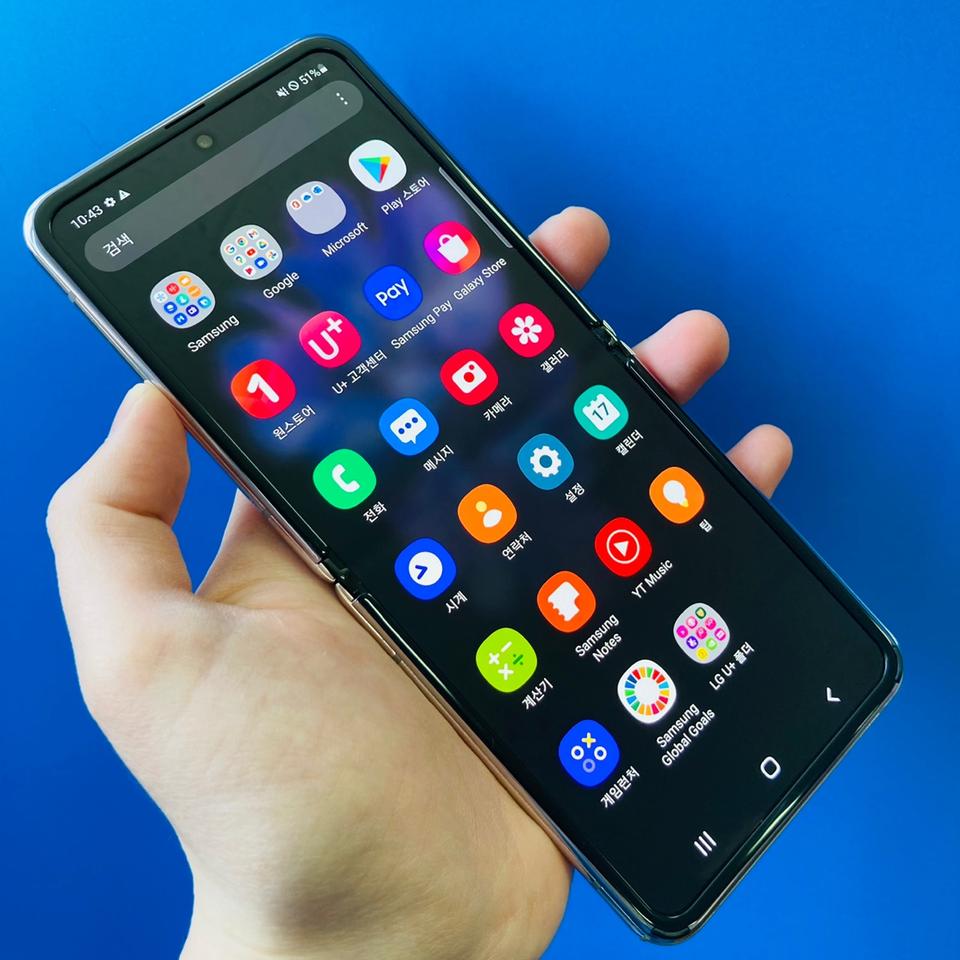 10:43
51%
검색
Samsung
Google
Microsoft
Play 스토어
1
원스토어
U+
U+ 고객센터
pay
Samsung Pay
Galaxy Store
전화
메시지
카메라
갤러리
시계
연락처
설정
17
캘린더
계산기
Samsung
Notes
YT Music
팁
게임런처
Samsung
Global Goals
LG U+ 폴더